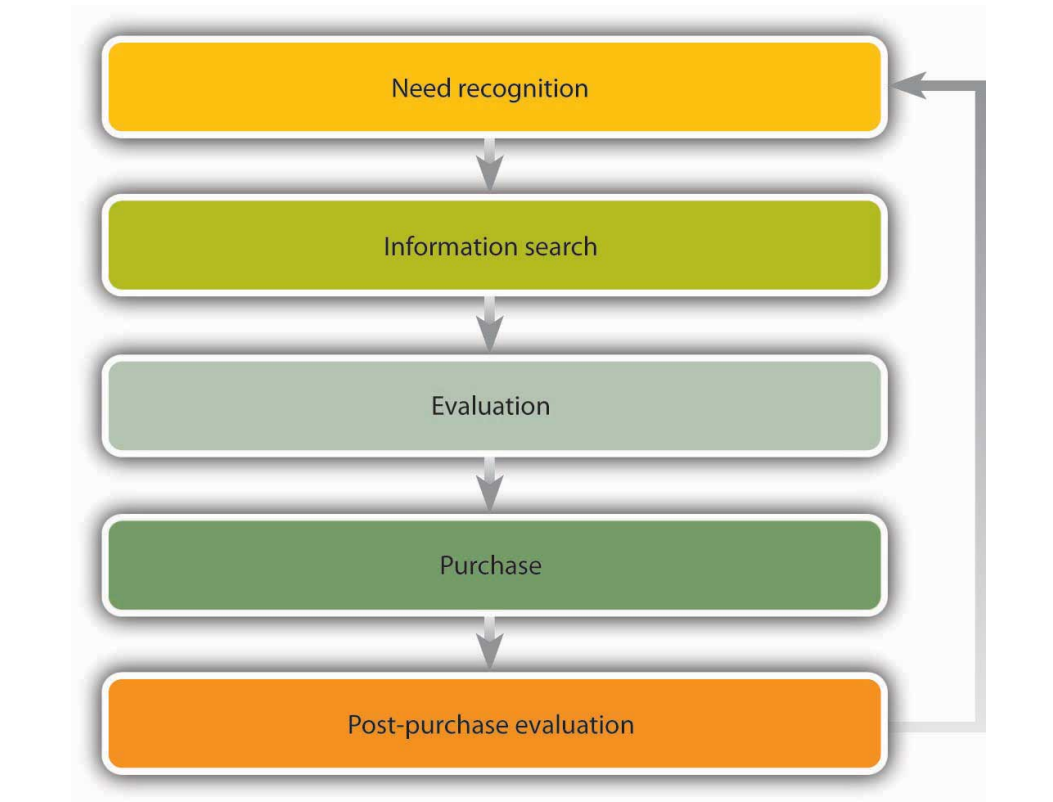 Need recognition
Information search
Evaluation
Purchase
Post-purchase evaluation